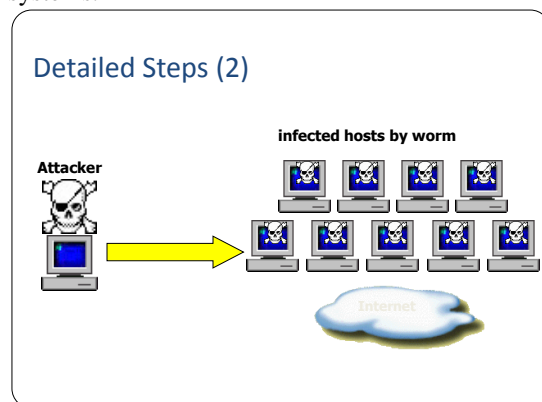 Detailed Steps (2)
infected hosts by worm
Attacker
Internet